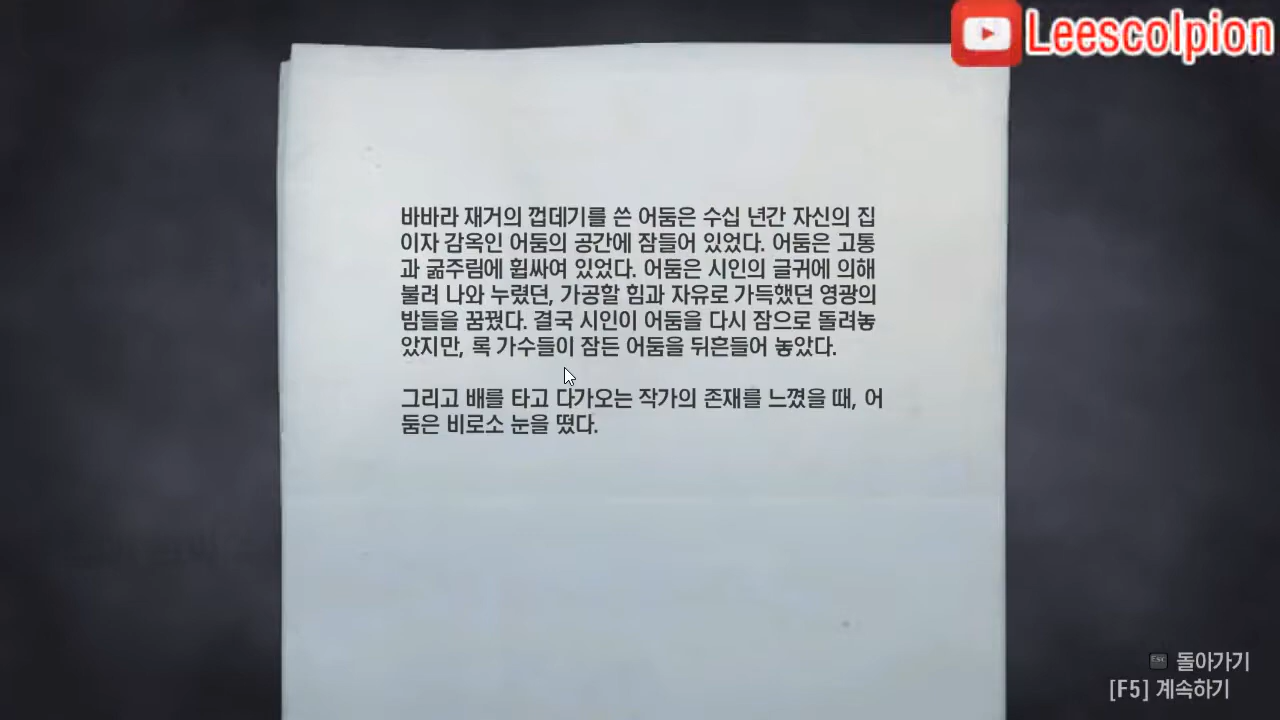 Leescolpion
바바라 재거의 껍데기를 쓴 어둠은 수십 년간 자신의 집
이자 감옥인 어둠의 공간에 잠들어 있었다. 어둠은 고통
과 굶주림에 휩싸여 있었다. 어둠은 시인의 글귀에 의해
불려 나와 누렸던, 가공할 힘과 자유로 가득했던 영광의
밤들을 꿈꿨다. 결국 시인이 어둠을 다시 잠으로 돌려놓
았지만, 록 가수들이 잠든 어둠을 뒤흔들어 놓았다.
그리고 배를 타고 다가오는 작가의 존재를 느꼈을 때, 어
둠은 비로소 눈을 떴다.
Esc 돌아가기
[F5] 계속하기